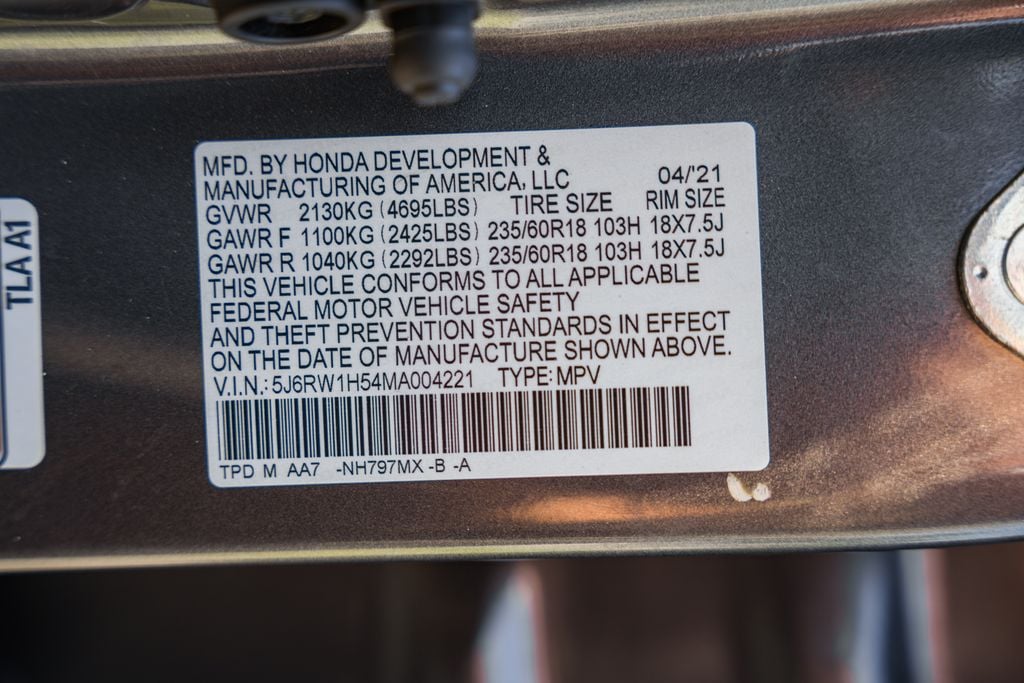 MFD. BY HONDA DEVELOPMENT &
MANUFACTURING OF AMERICA, LLC 04/'21
GVWR 2130KG (4695LBS) TIRE SIZE RIM SIZE
GAWR F 1100KG (2425LBS) 235/60R18 103H 18X7.5J
GAWR R 1040KG (2292LBS) 235/60R18 103H 18X7.5J
THIS VEHICLE CONFORMS TO ALL APPLICABLE
FEDERAL MOTOR VEHICLE SAFETY
AND THEFT PREVENTION STANDARDS IN EFFECT
ON THE DATE OF MANUFACTURE SHOWN ABOVE.
V.I.N.: 5J6RW1H54MA004221 TYPE: MPV
TPD M AA7 -NH797MX -B -A
TLA A1